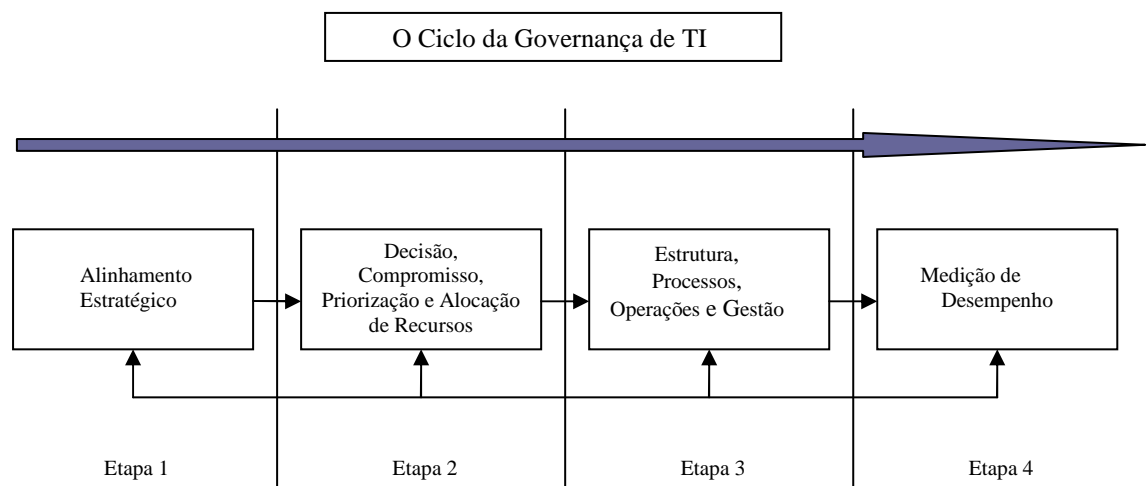 O Ciclo da Governança de TI
Alinhamento
Estratégico
Decisão,
Compromisso,
Priorização e Alocação
de Recursos
Estrutura,
Processos,
Operações e Gestão
Medição de
Desempenho
Etapa 1
Etapa 2
Etapa 3
Etapa 4